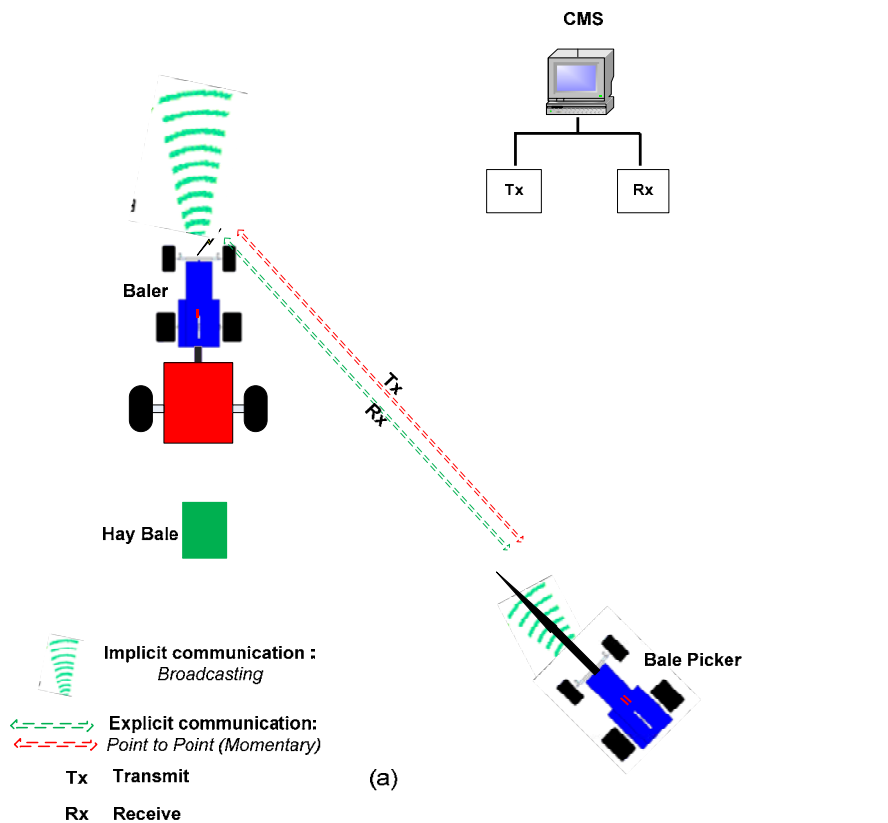 CMS
Tx
Rx
Baler
Tx
Rx
Hay Bale
Bale Picker
Implicit communication :
Broadcasting
Explicit communication:
Point to Point (Momentary)
Tx Transmit
(a)
Rx Receive